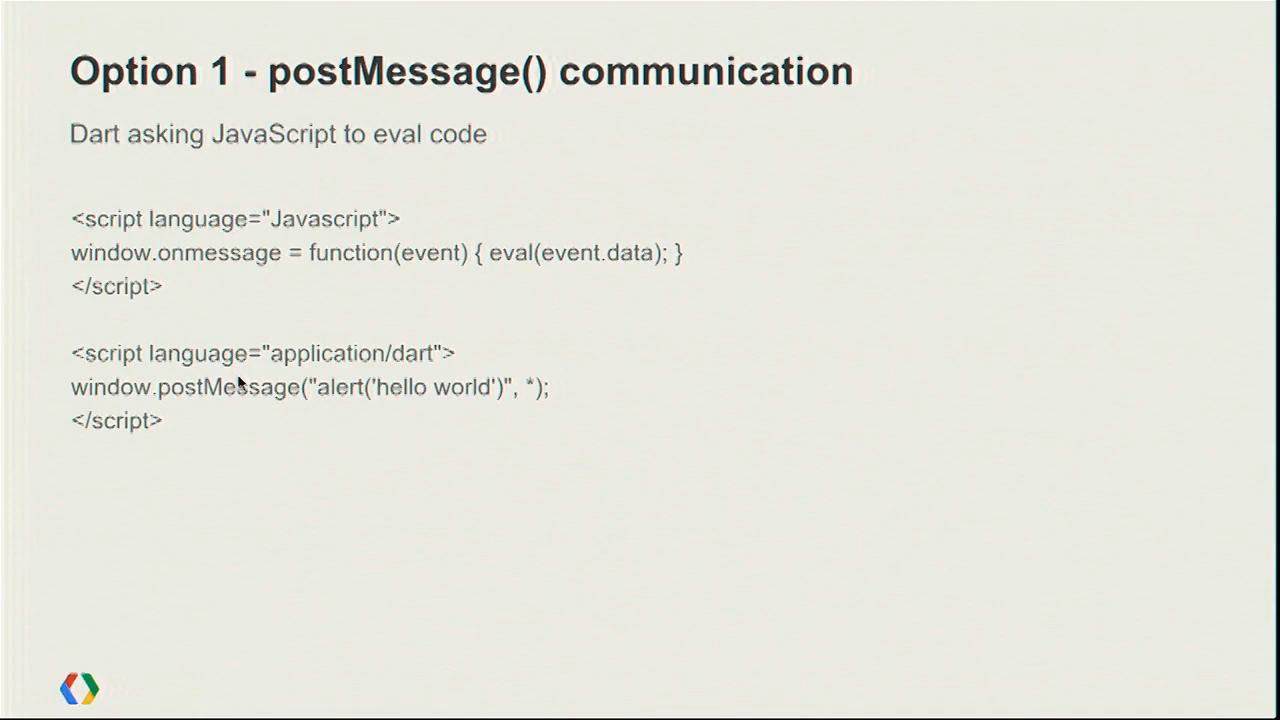 Option 1 - postMessage() communication
Dart asking JavaScript to eval code
<script language="Javascript">
window.onmessage = function(event) { eval(event.data); }
</script>
<script language="application/dart">
window.postMessage("alert('hello world')", *);
</script>